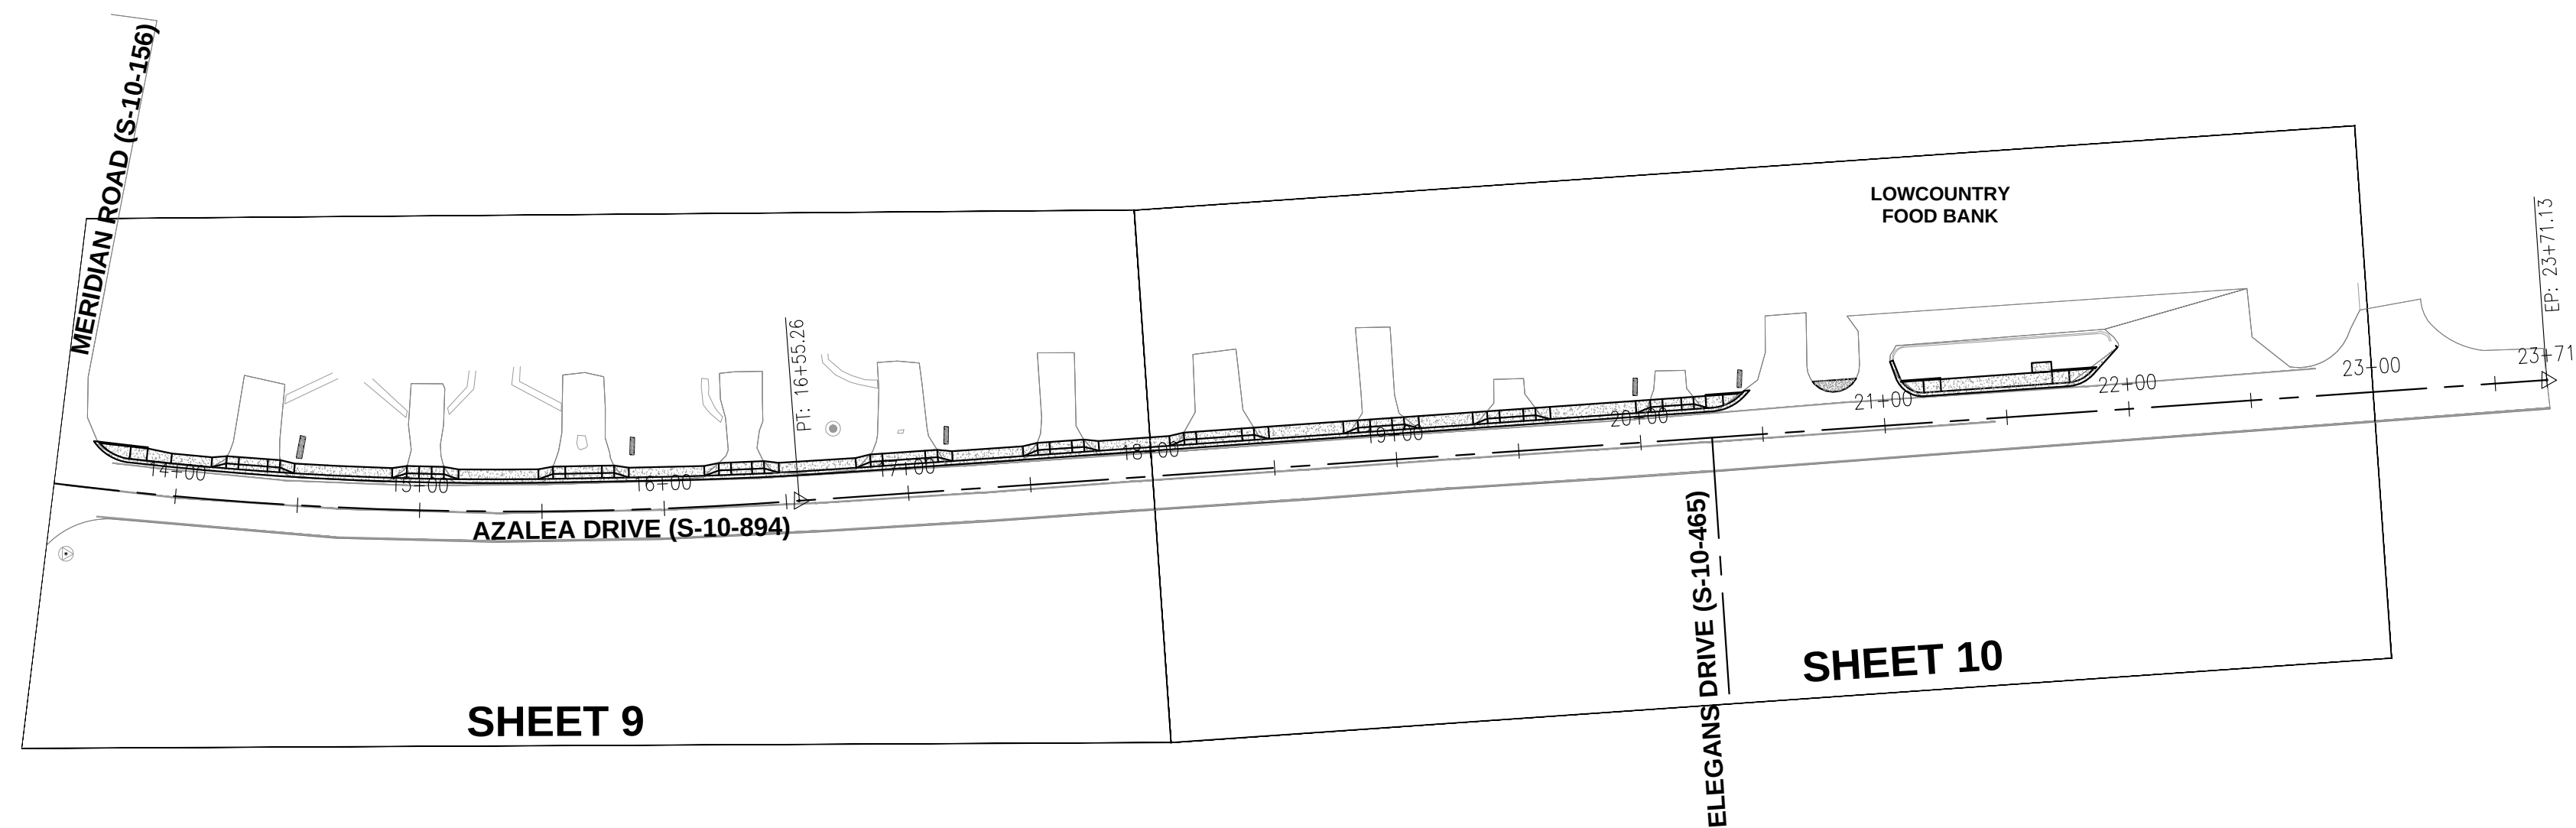 MERIDIAN ROAD (S-10-156)
LOWCOUNTRY
FOOD BANK
EP: 23+71.13
PT: 16+55.26
14+00
15+00
16+00
17+00
18+00
19+00
20+00
21+00
22+00
23+00
23+71
AZALEA DRIVE (S-10-894)
ELEGANS DRIVE (S-10-465)
SHEET 9
SHEET 10